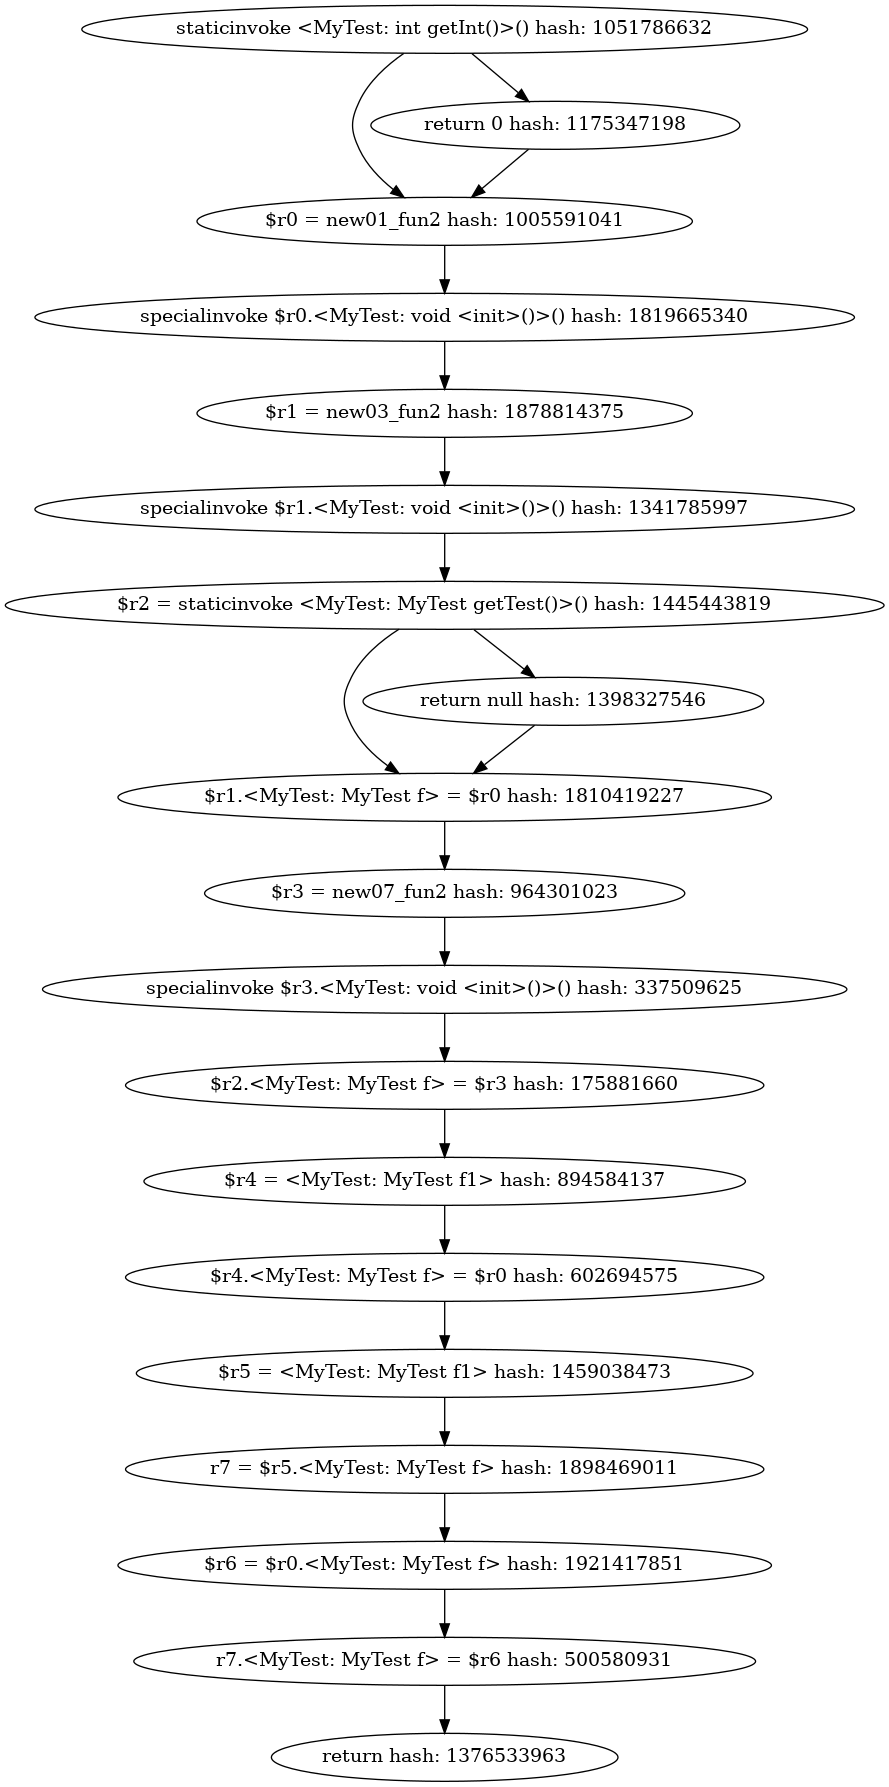 staticinvoke <MyTest: int getInt()>() hash: 1051786632
return 0 hash: 1175347198
$r0 = new01_fun2 hash: 1005591041
specialinvoke $r0.<MyTest: void <init>()>() hash: 1819665340
$r1 = new03_fun2 hash: 1878814375
specialinvoke $r1.<MyTest: void <init>()>() hash: 1341785997
$r2 = staticinvoke <MyTest: MyTest getTest()>() hash: 1445443819
return null hash: 1398327546
$r1.<MyTest: MyTest f> = $r0 hash: 1810419227
$r3 = new07_fun2 hash: 964301023
specialinvoke $r3.<MyTest: void <init>()>() hash: 337509625
$r2.<MyTest: MyTest f> = $r3 hash: 175881660
$r4 = <MyTest: MyTest f1> hash: 894584137
$r4.<MyTest: MyTest f> = $r0 hash: 602694575
$r5 = <MyTest: MyTest f1> hash: 1459038473
r7 = $r5.<MyTest: MyTest f> hash: 1898469011
$r6 = $r0.<MyTest: MyTest f> hash: 1921417851
r7.<MyTest: MyTest f> = $r6 hash: 500580931
return hash: 1376533963